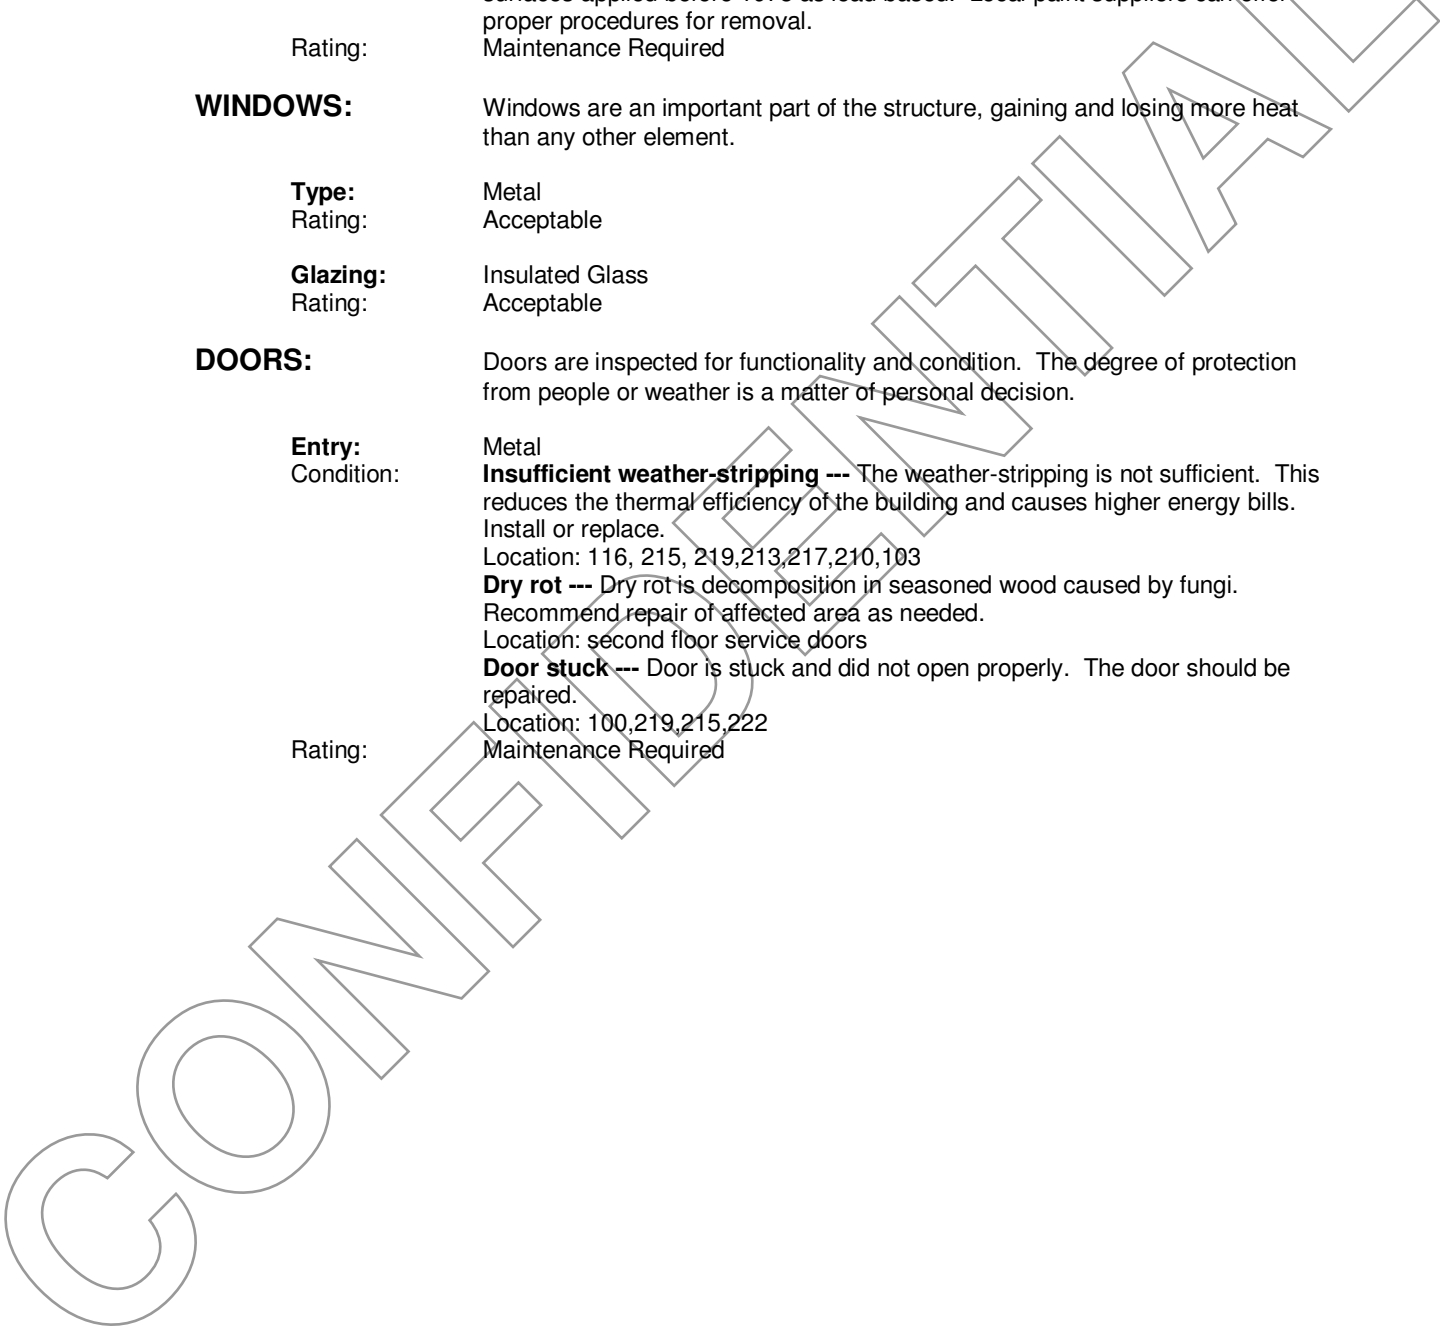 proper procedures for removal.
Rating: Maintenance Required
WINDOWS: Windows are an important part of the structure, gaining and losing more heat
than any other element.
Type: Metal
Rating: Acceptable
Glazing: Insulated Glass
Rating: Acceptable
DOORS: Doors are inspected for functionality and condition. The degree of protection
from people or weather is a matter of personal decision.
Entry: Metal
Condition: Insufficient weather-stripping --- The weather-stripping is not sufficient. This
reduces the thermal efficiency of the building and causes higher energy bills.
Install or replace.
Location: 116, 215, 219,213,217,210,103
Dry rot --- Dry rot is decomposition in seasoned wood caused by fungi.
Recommend repair of affected area as needed.
Location: second floor service doors
Door stuck --- Door is stuck and did not open properly. The door should be
repaired.
Location: 100,219,215,222
Rating: Maintenance Required
CONFIDENTIAL